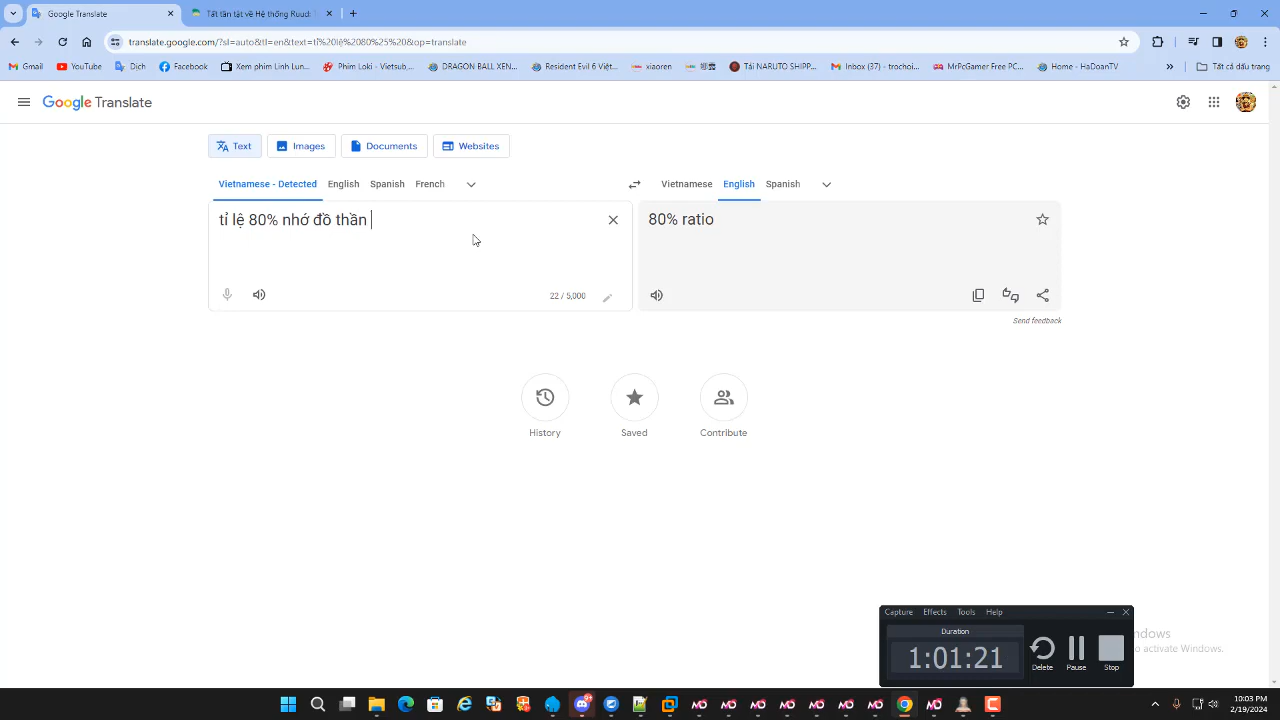 Google Translate
Tất tần tật về Hệ thống Ruud:
translate.google.com/?sl=auto&tl=en&text=tỉ%20lệ%2080%25%20&op=translate
Gmail
YouTube
Dịch
Facebook
Xem phim Linh Lun...
Phim Loki - Vietsub,...
DRAGON BALL XEN...
Resident Evil 6 Việt...
xiaoren
Tải NARUTO SHIPP...
Inbox (37) - trochoi...
MrPcGamer Free PC...
Home - HaDoanTV
Tất cả dấu trang
Google Translate
Text
Images
Documents
Websites
Vietnamese - Detected
English
Spanish
French
Vietnamese
English
Spanish
tỉ lệ 80% nhớ đồ thần
80% ratio
22 / 5,000
Send feedback
History
Saved
Contribute
Capture Effects Tools Help
Duration
1:01:21
Delete
Pause
Stop
ndows
o activate Windows.
10:03 PM
2/19/2024